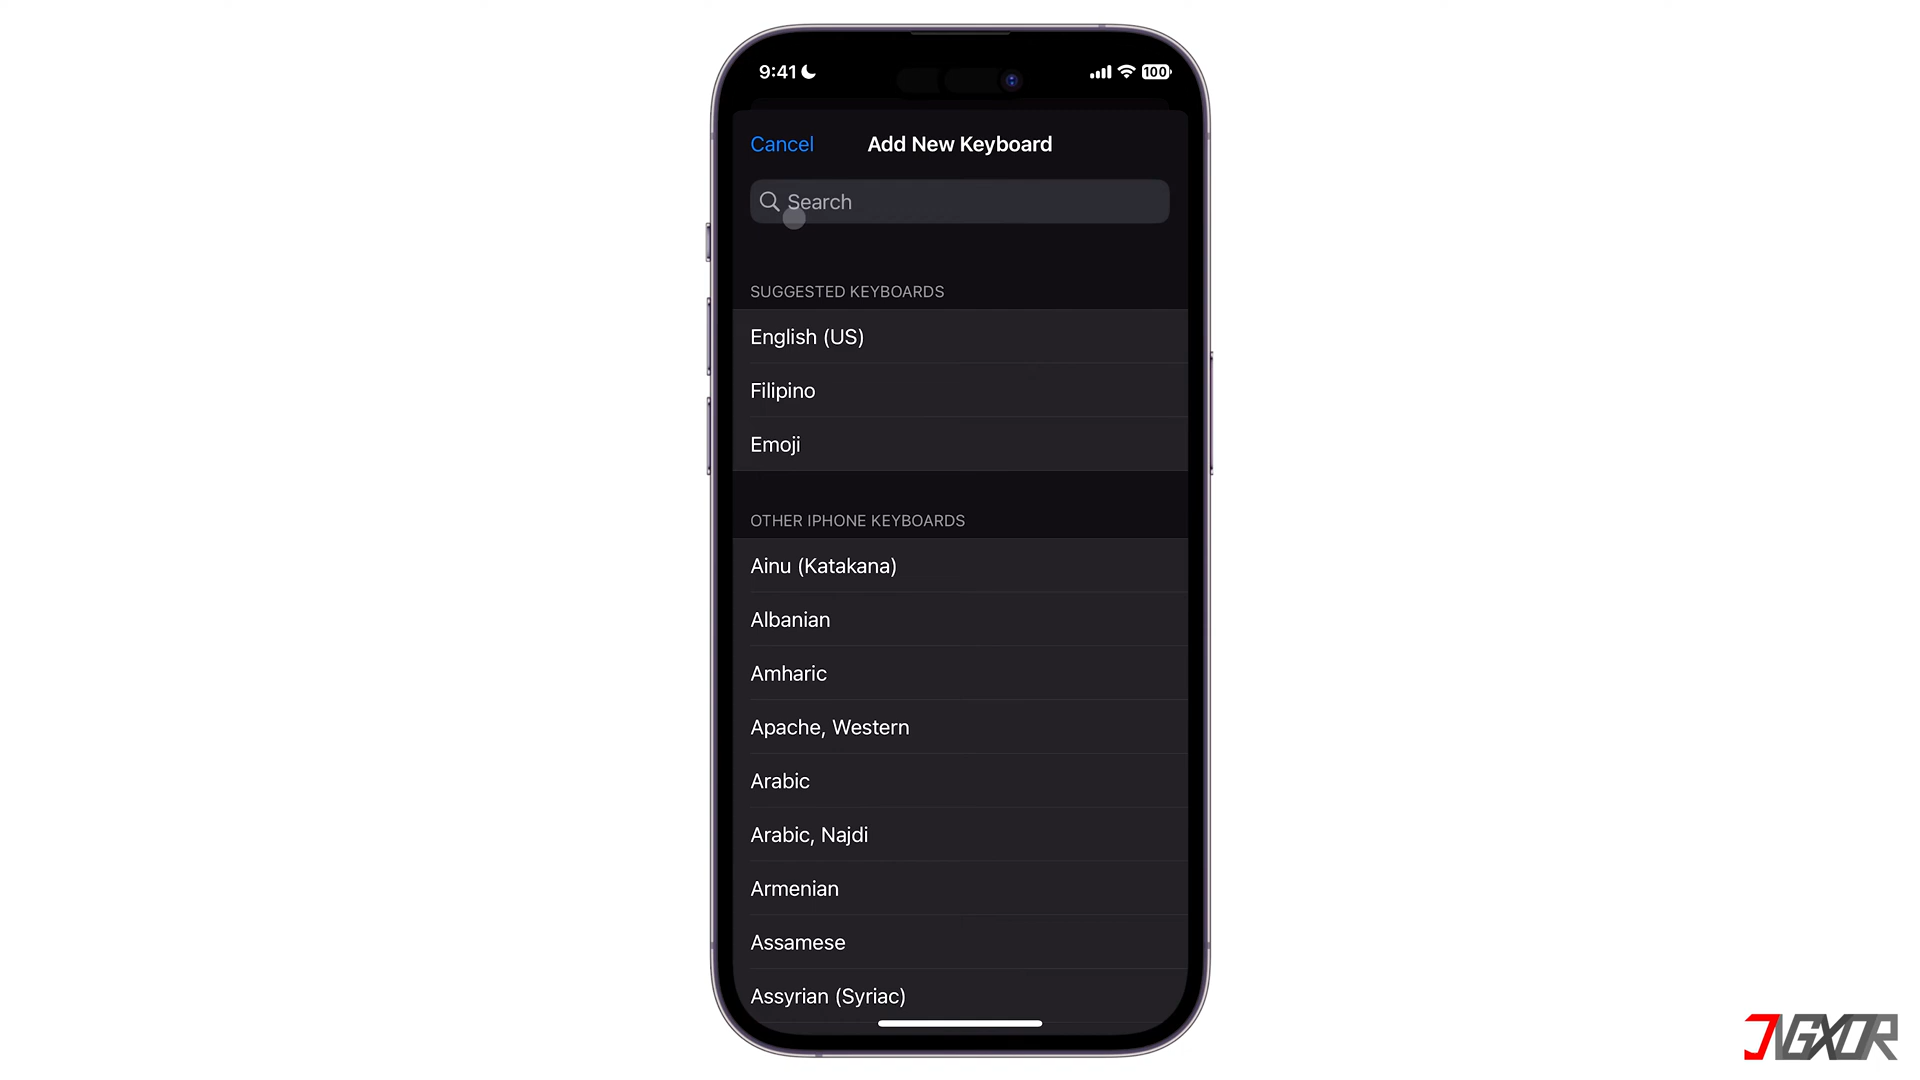 9:41
100
Cancel
Add New Keyboard
Search
SUGGESTED KEYBOARDS
English (US)
Filipino
Emoji
OTHER IPHONE KEYBOARDS
Ainu (Katakana)
Albanian
Amharic
Apache, Western
Arabic
Arabic, Najdi
Armenian
Assamese
Assyrian (Syriac)
JVGXOR